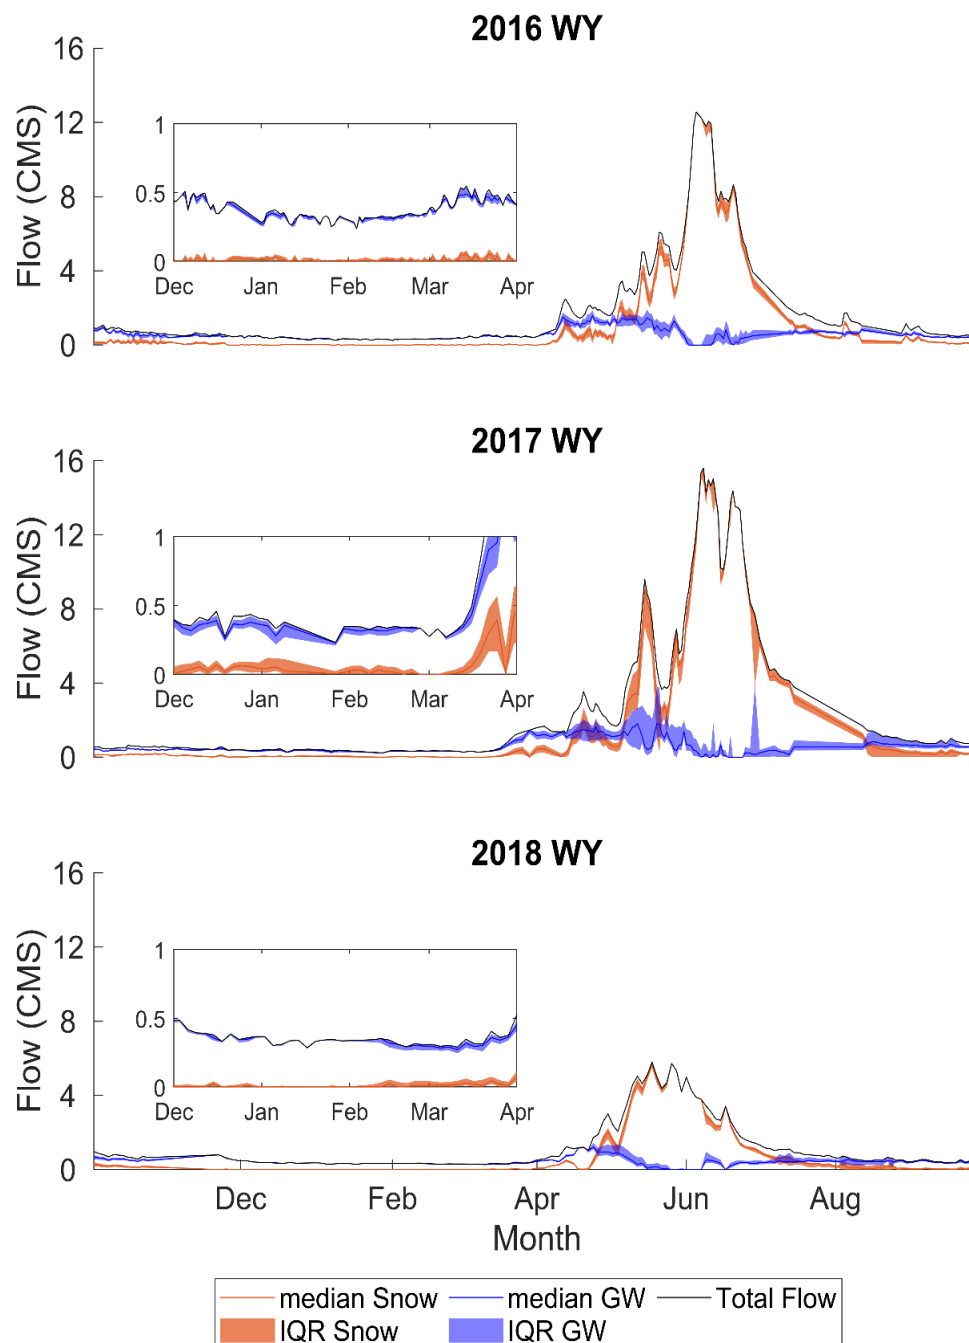 2016 WY
16
12
8
4
0
Flow (CMS)
1
0.5
0
Dec Jan Feb Mar Apr
2017 WY
16
12
8
4
0
Flow (CMS)
1
0.5
0
Dec Jan Feb Mar Apr
2018 WY
16
12
8
4
0
Flow (CMS)
1
0.5
0
Dec Jan Feb Mar Apr
Dec Feb Apr Jun Aug
Month
median Snow median GW Total Flow
IQR Snow IQR GW